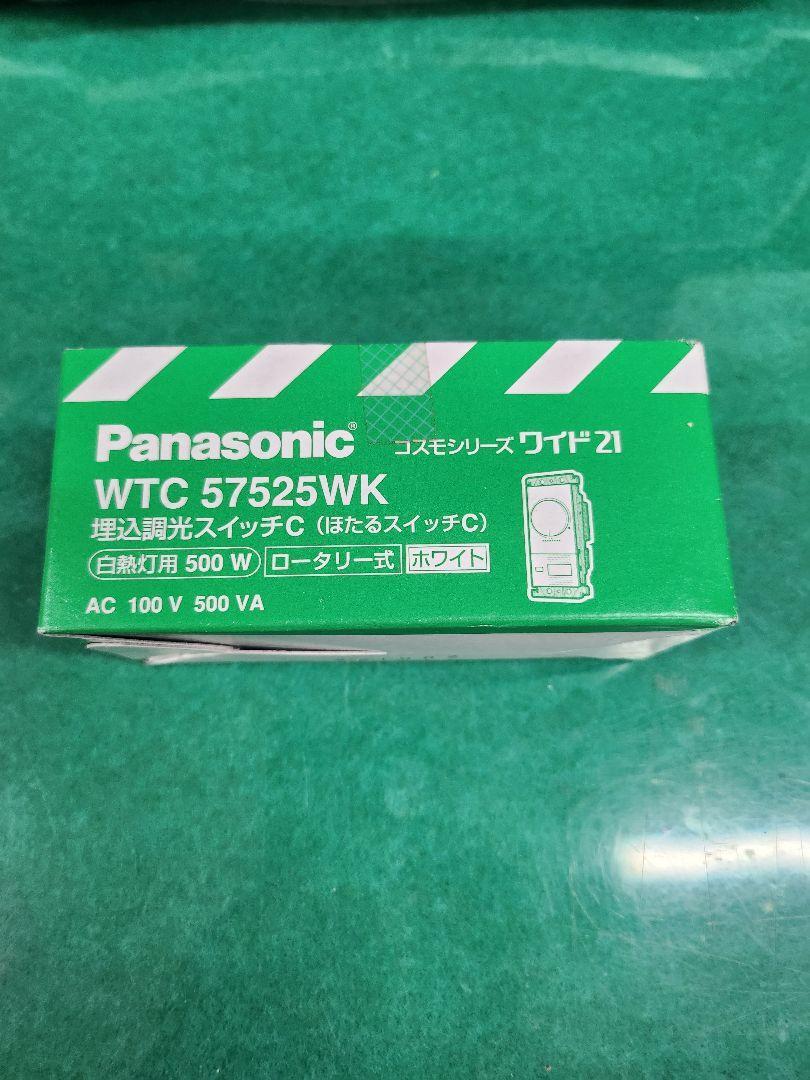 Panasonic® コスモシリーズ ワイド21
WTC 57525WK
埋込調光スイッチC（ほたるスイッチC）
白熱灯用 500 W ロータリー式 ホワイト
AC 100 V 500 VA